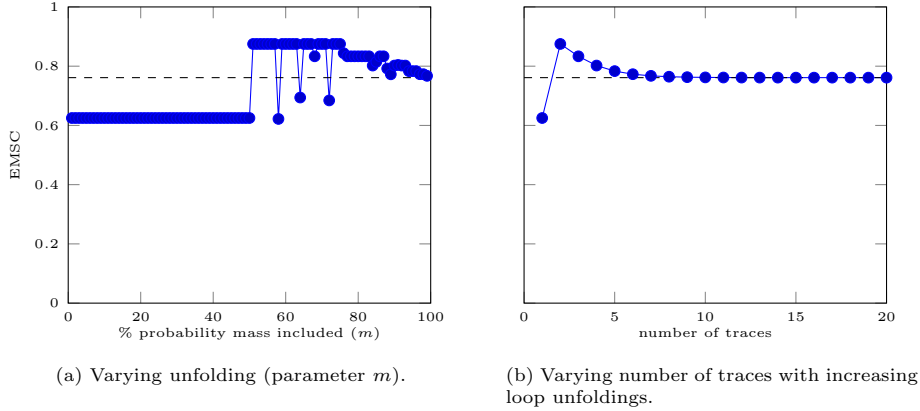 1
0.8
0.6
0.4
0.2
0
EMSC
0 20 40 60 80 100
% probability mass included (m)
0 5 10 15 20
number of traces
(a) Varying unfolding (parameter m).
(b) Varying number of traces with increasing
loop unfoldings.